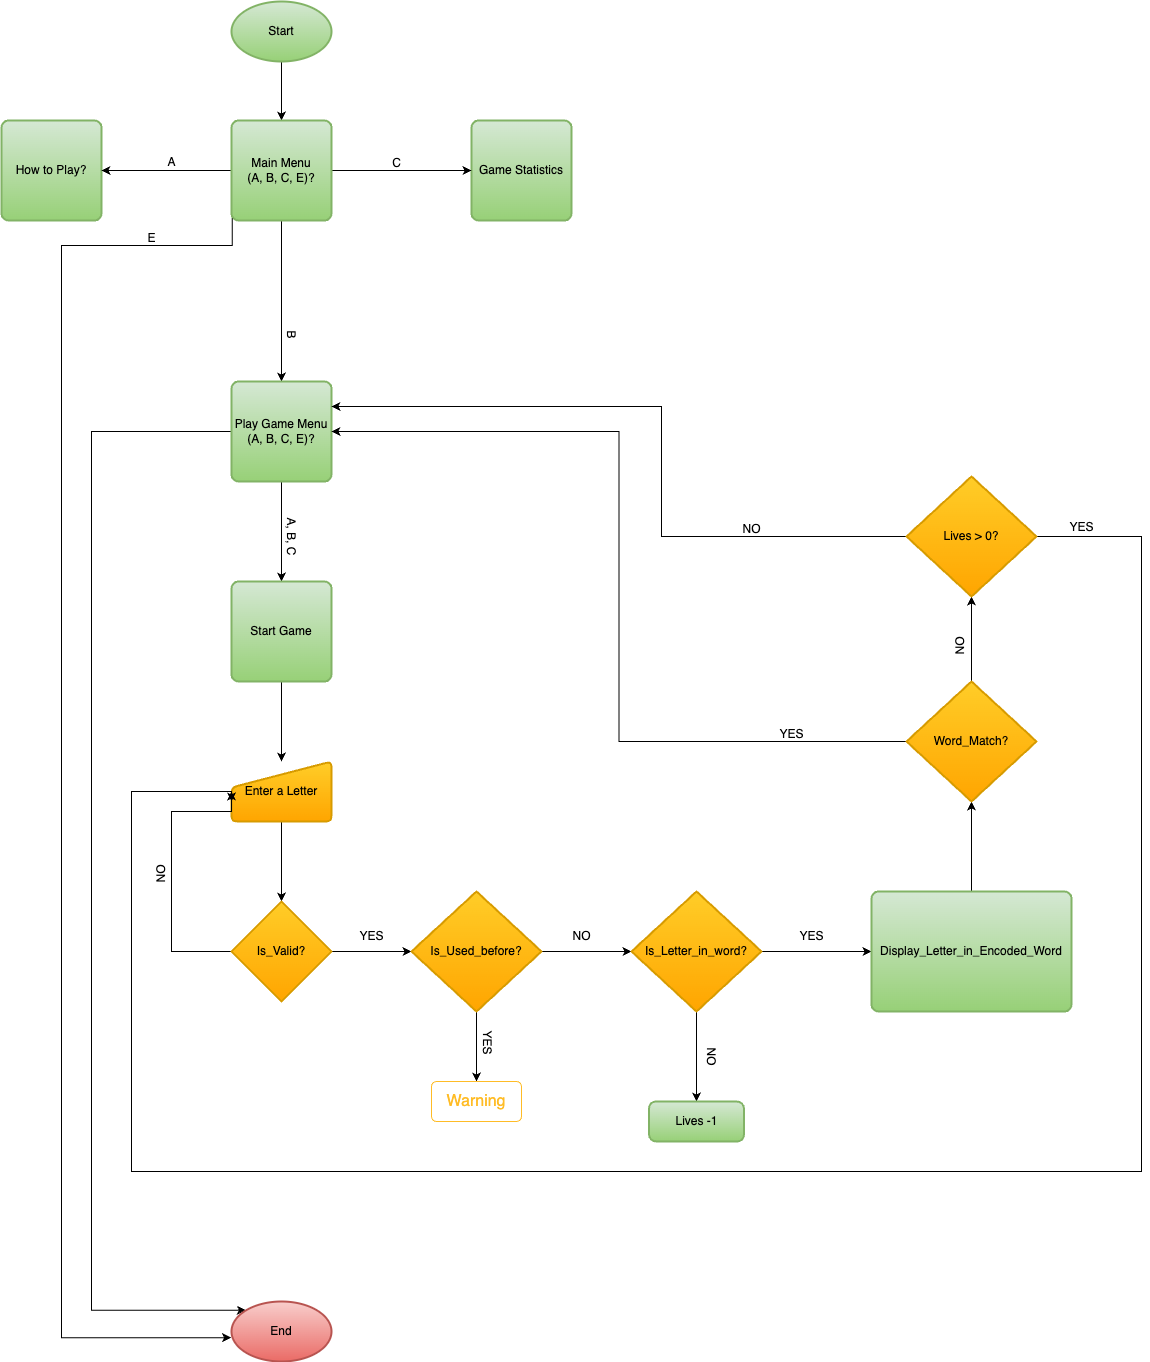 Start
How to Play?
A
Main Menu
(A, B, C, E)?
C
Game Statistics
E
B
Play Game Menu
(A, B, C, E)?
A, B, C
Lives > 0?
YES
NO
Start Game
NO
Word_Match?
YES
Enter a Letter
NO
Is_Valid?
YES
Is_Used_before?
NO
Is_Letter_in_word?
YES
Display_Letter_in_Encoded_Word
YES
NO
Warning
Lives -1
End